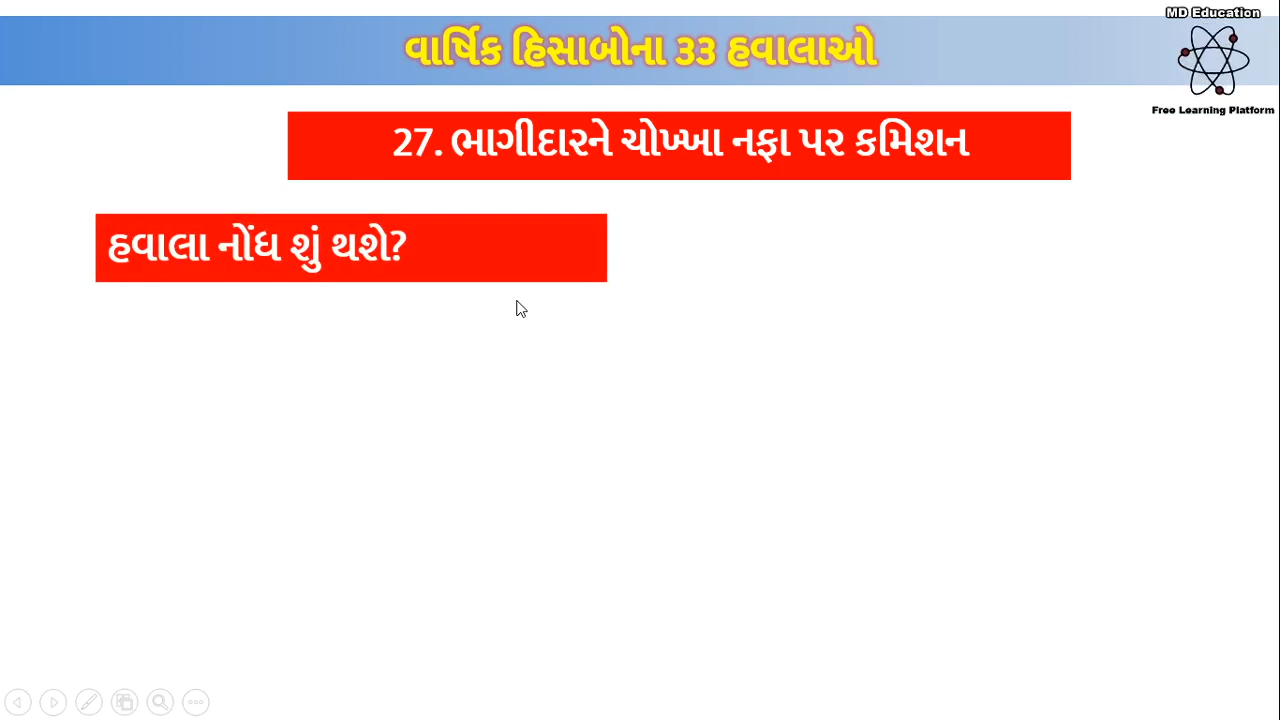 MD Education
વાર્ષિક હિસાબોના ૩૩ હવાલાઓ
Free Learning Platform
27. ભાગીદારને ચોખ્ખા નફા પર કમિશન
હવાલા નોંધ શું થશે?